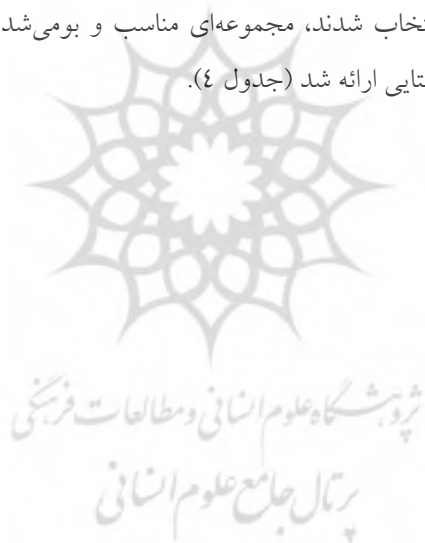 تخاب شدند، مجموعه‌ای مناسب و بومی‌شد
تایی ارائه شد (جدول ٤).
پژوهشگاه علوم انسانی و مطالعات فرهنگی
پرتال جامع علوم انسانی